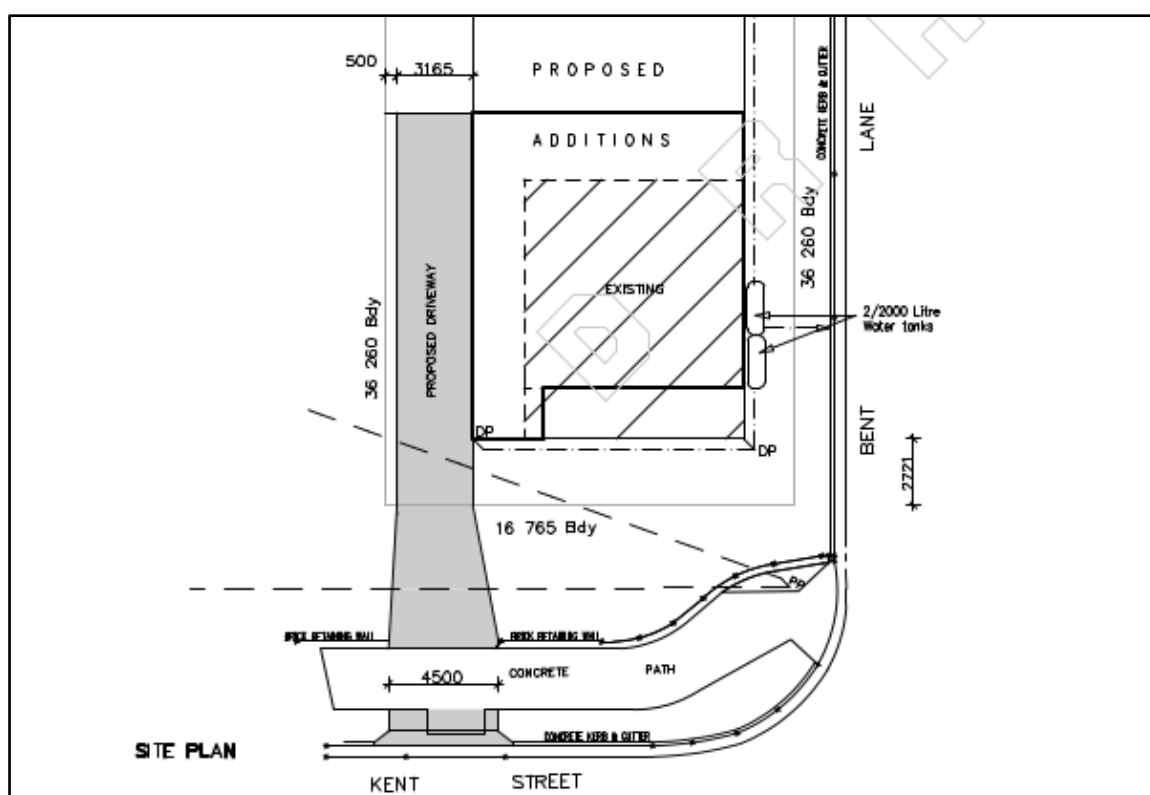 500
3165
PROPOSED
ADDITIONS
CONCRETE KERB & GUTTER
LANE
36 260 Bdy
EXISTING
PROPOSED DRIVEWAY
36 260 Bdy
2/2000 Litre
Water tanks
BENT
DP
DP
2721
16 765 Bdy
PP
BRICK RETAINING WALL
BRICK RETAINING WALL
4500
CONCRETE PATH
CONCRETE KERB & GUTTER
SITE PLAN
KENT STREET
D R